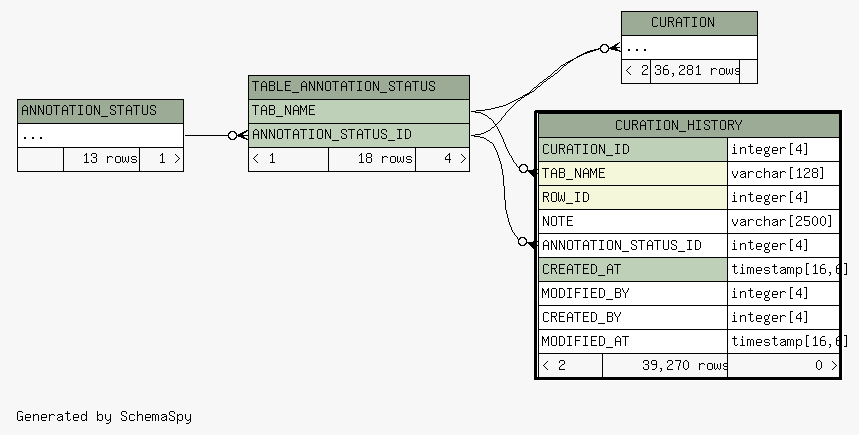 CURATION
...
< 2 36,281 rows
TABLE_ANNOTATION_STATUS
TAB_NAME
ANNOTATION_STATUS_ID
< 1 18 rows 4 >
ANNOTATION_STATUS
...
13 rows 1 >
CURATION_HISTORY
CURATION_ID integer[4]
TAB_NAME varchar[128]
ROW_ID integer[4]
NOTE varchar[2500]
ANNOTATION_STATUS_ID integer[4]
CREATED_AT timestamp[16,6]
MODIFIED_BY integer[4]
CREATED_BY integer[4]
MODIFIED_AT timestamp[16,6]
< 2 39,270 rows 0 >
Generated by SchemaSpy